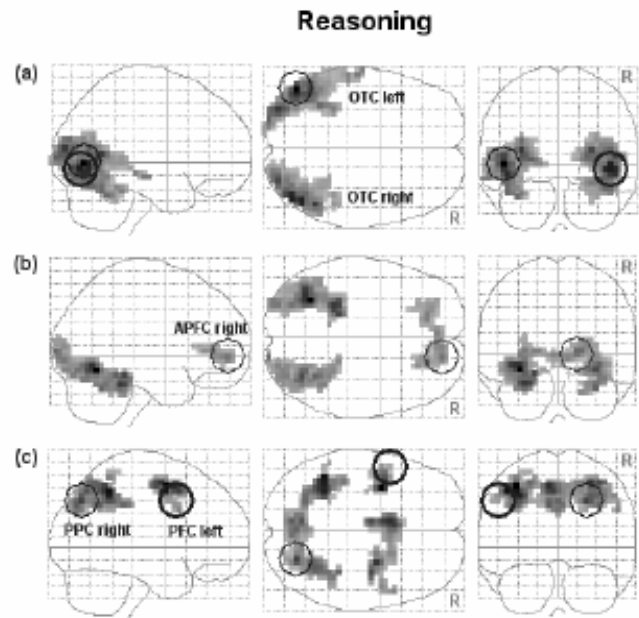 Reasoning
(a)
R
OTC left
OTC right
R
(b)
R
APFC right
R
(c)
R
PPC right PFC left
R